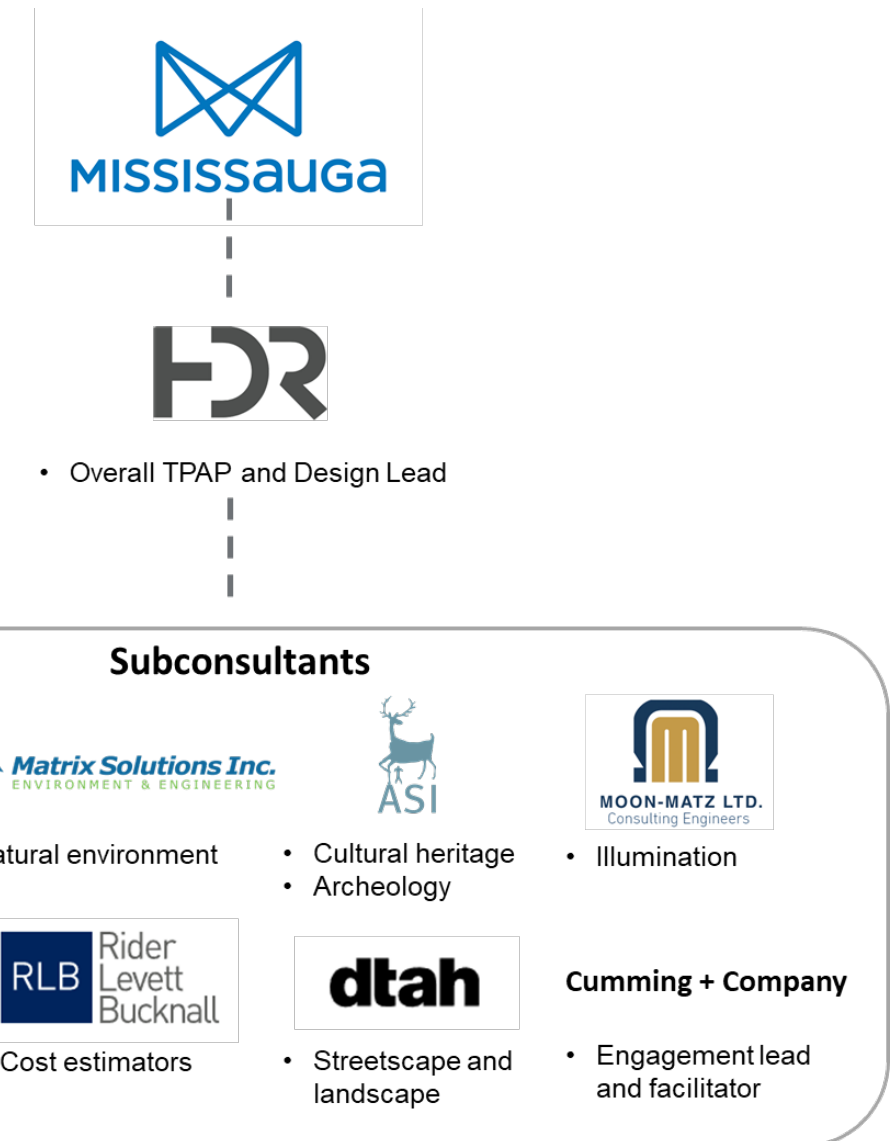 MISSISSauGa
HDR
• Overall TPAP and Design Lead
Subconsultants
Matrix Solutions Inc.
ENVIRONMENT & ENGINEERING
ASI
MOON-MATZ LTD.
Consulting Engineers
atural environment
• Cultural heritage
• Archeology
• Illumination
RLB
Rider
Levett
Bucknall
dtah
Cumming + Company
Cost estimators
• Streetscape and
landscape
• Engagement lead
and facilitator